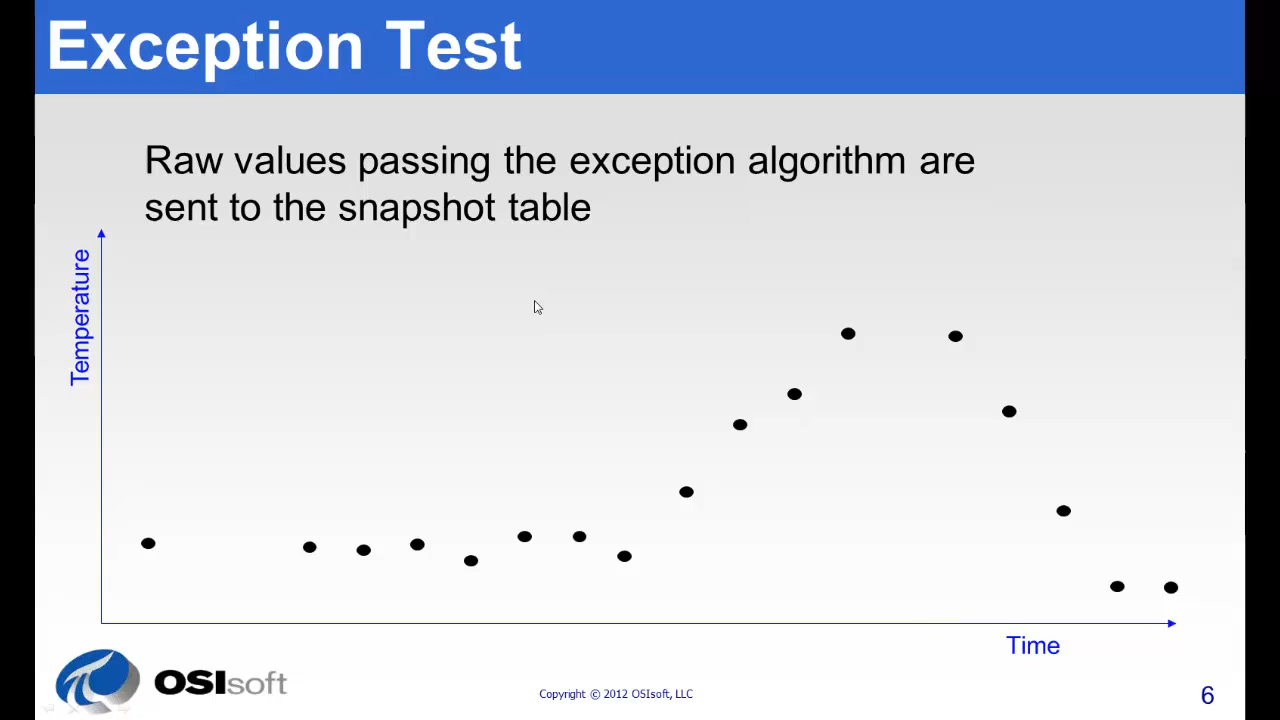 Exception Test
Raw values passing the exception algorithm are
sent to the snapshot table
Temperature
Time
OSIsoft
Copyright © 2012 OSIsoft, LLC
6